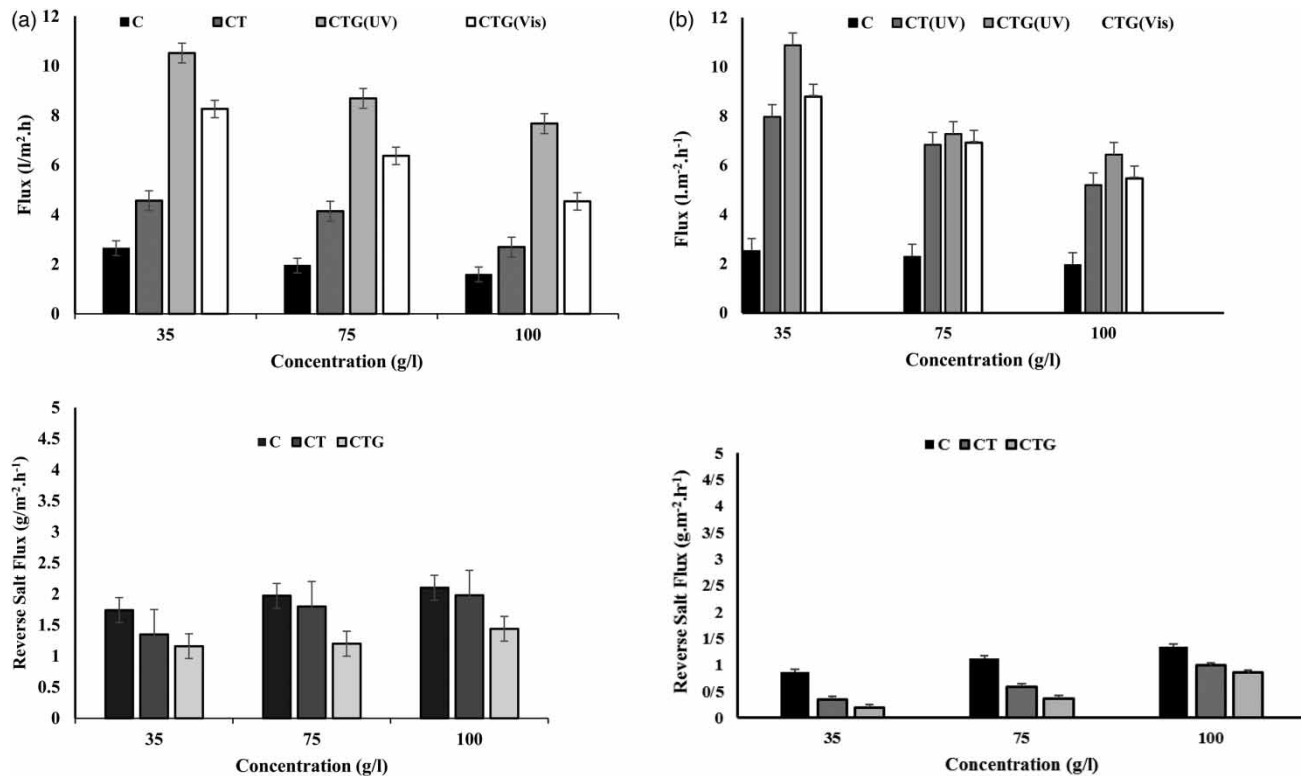 (a)
C CT CTG(UV) CTG(Vis)
Flux (l/m².h)
12
10
8
6
4
2
0
35 75 100
Concentration (g/l)
(b)
C CT(UV) CTG(UV) CTG(Vis)
Flux (l.m⁻².h⁻¹)
12
10
8
6
4
2
0
35 75 100
Concentration (g/l)
C CT CTG
Reverse Salt Flux (g/m⁻².h⁻¹)
5
4.5
4
3.5
3
2.5
2
1.5
1
0.5
0
35 75 100
Concentration (g/l)
C CT CTG
Reverse Salt Flux (g.m⁻².h⁻¹)
5
4/5
4
3/5
3
2/5
2
1/5
1
0/5
0
35 75 100
Concentration (g/l)